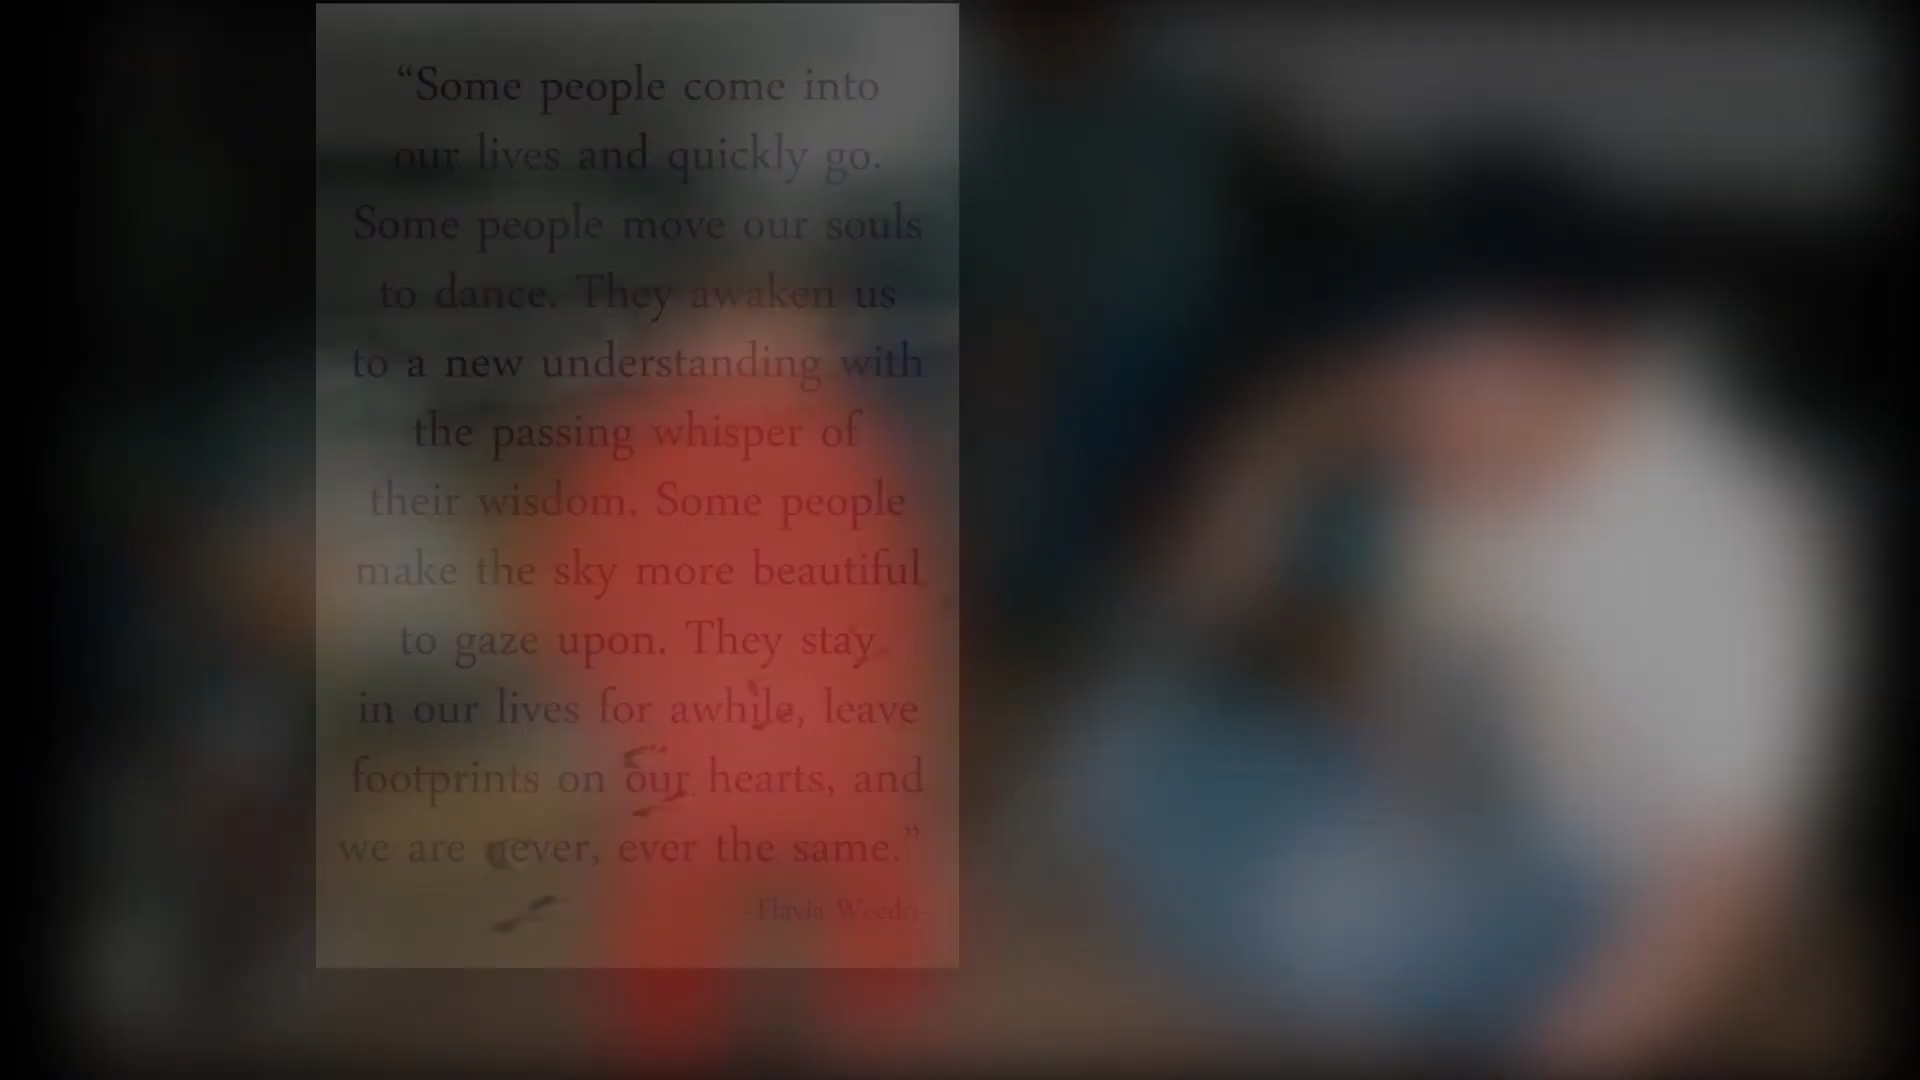 “Some people come into
our lives and quickly go.
Some people move our souls
to dance. They awaken us
to a new understanding with
the passing whisper of
their wisdom. Some people
make the sky more beautiful
to gaze upon. They stay
in our lives for awhile, leave
footprints on our hearts, and
we are never, ever the same.”
-Flavia Weedn-